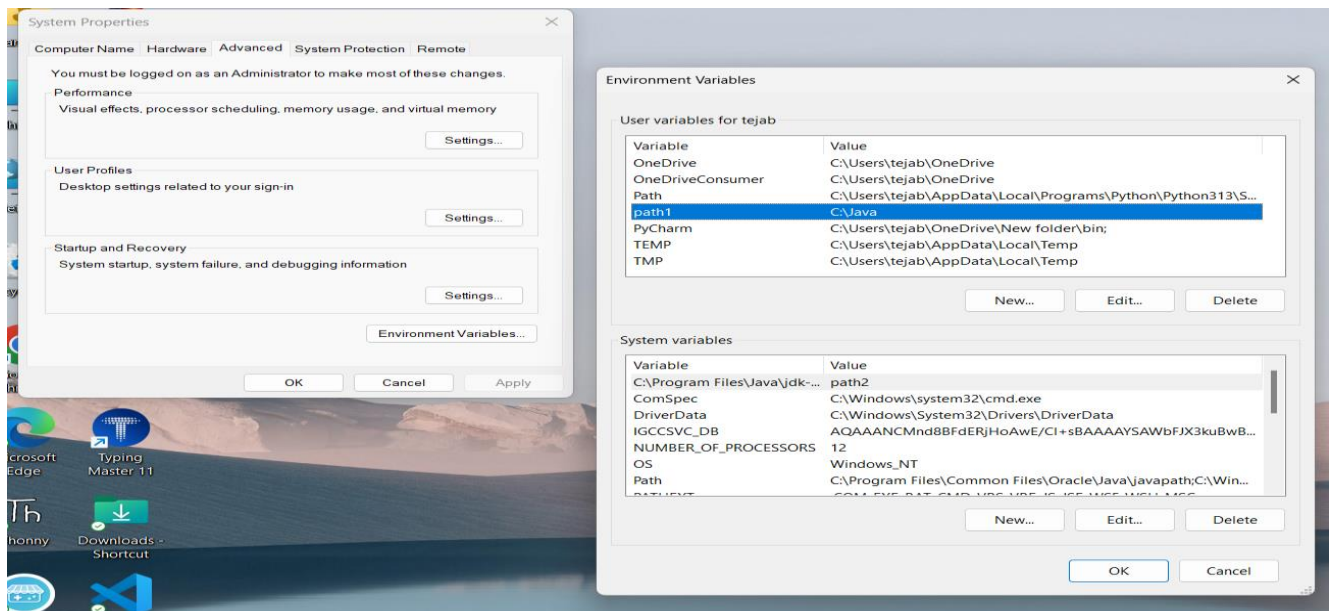 System Properties
Computer Name Hardware Advanced System Protection Remote
You must be logged on as an Administrator to make most of these changes.
Performance
Visual effects, processor scheduling, memory usage, and virtual memory
Settings...
User Profiles
Desktop settings related to your sign-in
Settings...
Startup and Recovery
System startup, system failure, and debugging information
Settings...
Environment Variables...
OK Cancel Apply
crosoft
Edge
Typing
Master 11
Th
honny
Downloads -
Shortcut
Environment Variables
User variables for tejab
Variable Value
OneDrive C:\Users\tejab\OneDrive
OneDriveConsumer C:\Users\tejab\OneDrive
Path C:\Users\tejab\AppData\Local\Programs\Python\Python313\S...
path1 C:\Java
PyCharm C:\Users\tejab\OneDrive\New folder\bin;
TEMP C:\Users\tejab\AppData\Local\Temp
TMP C:\Users\tejab\AppData\Local\Temp
New... Edit... Delete
System variables
Variable Value
C:\Program Files\Java\jdk-... path2
ComSpec C:\Windows\system32\cmd.exe
DriverData C:\Windows\System32\Drivers\DriverData
IGCCSVC_DB AQAAANCMnd8BFdERjHoAwE/Cl+sBAAAAYSAWbFJX3kuBwB...
NUMBER_OF_PROCESSORS 12
OS Windows_NT
Path C:\Program Files\Common Files\Oracle\Java\javapath;C:\Win...
New... Edit... Delete
OK Cancel